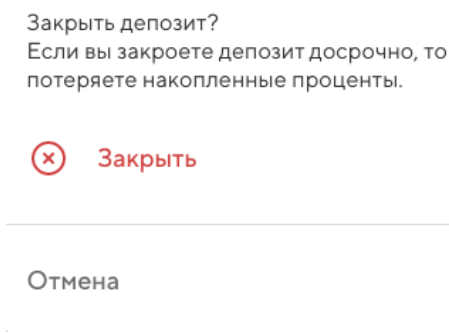 Закрыть депозит?
Если вы закроете депозит досрочно, то
потеряете накопленные проценты.
Закрыть
Отмена